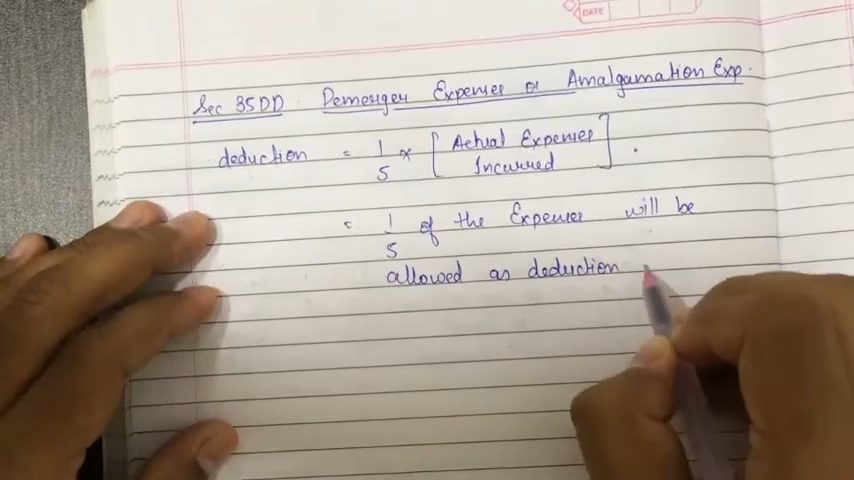 DATE
Sec 35DD Demerger Expenses or Amalgamation Exp.
deduction = 1/5 × [Actual Expenses
Incurred]
= 1/5 of the Expenses will be
allowed as deduction